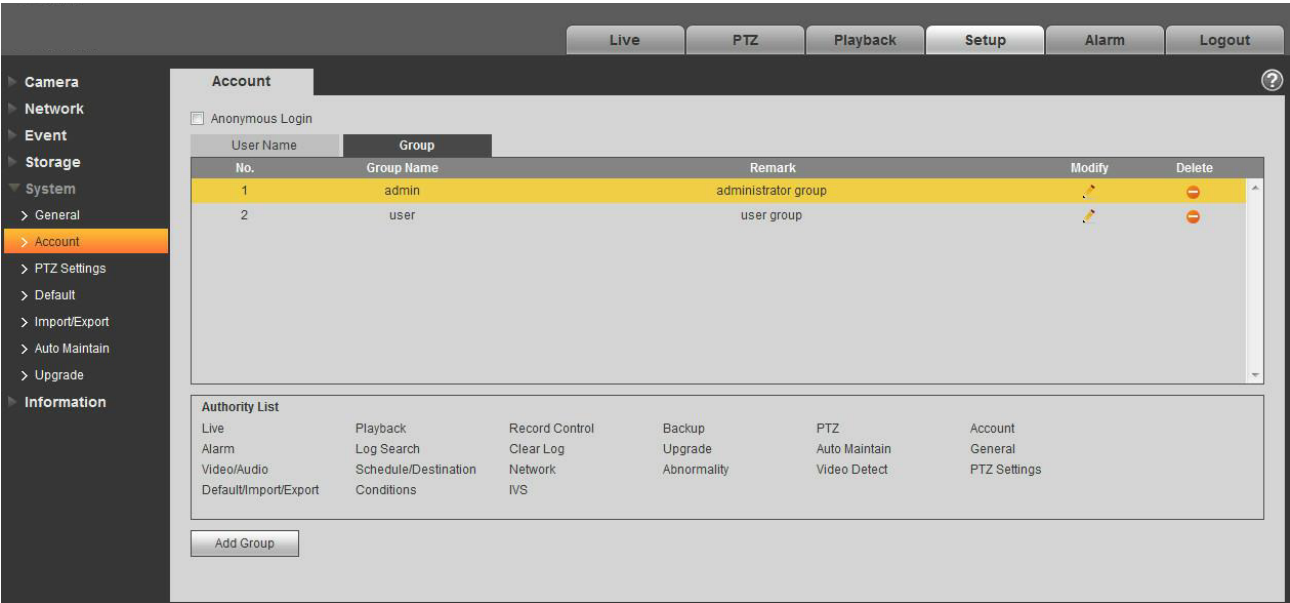 Live PTZ Playback Setup Alarm Logout
Camera
Network
Event
Storage
System
> General
> Account
> PTZ Settings
> Default
> Import/Export
> Auto Maintain
> Upgrade
Information
Account
?
Anonymous Login
User Name Group
No. Group Name Remark Modify Delete
1 admin administrator group
2 user user group
Authority List
Live Playback Record Control Backup PTZ Account
Alarm Log Search Clear Log Upgrade Auto Maintain General
Video/Audio Schedule/Destination Network Abnormality Video Detect PTZ Settings
Default/Import/Export Conditions IVS
Add Group